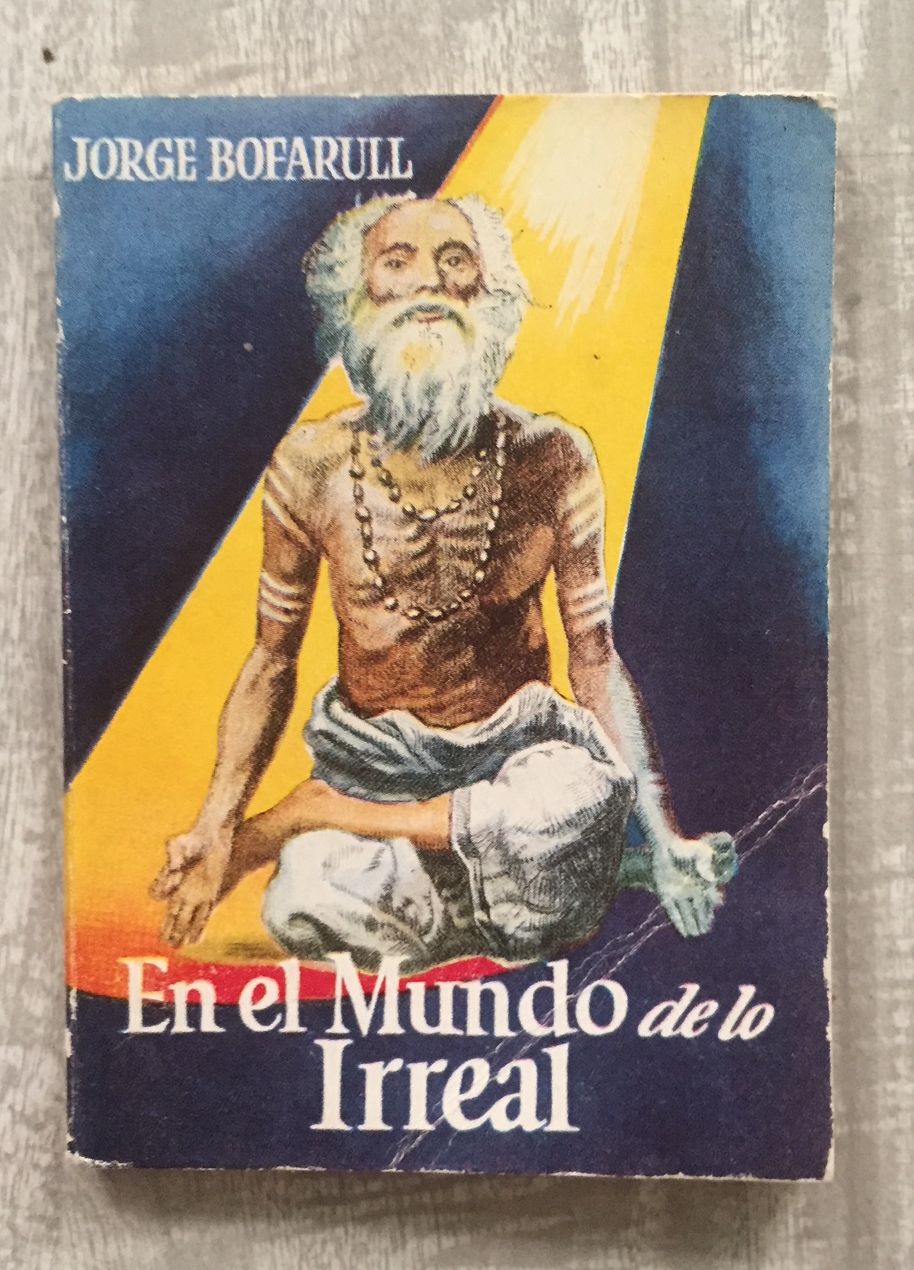 JORGE BOFARULL
En el Mundo de lo
Irreal